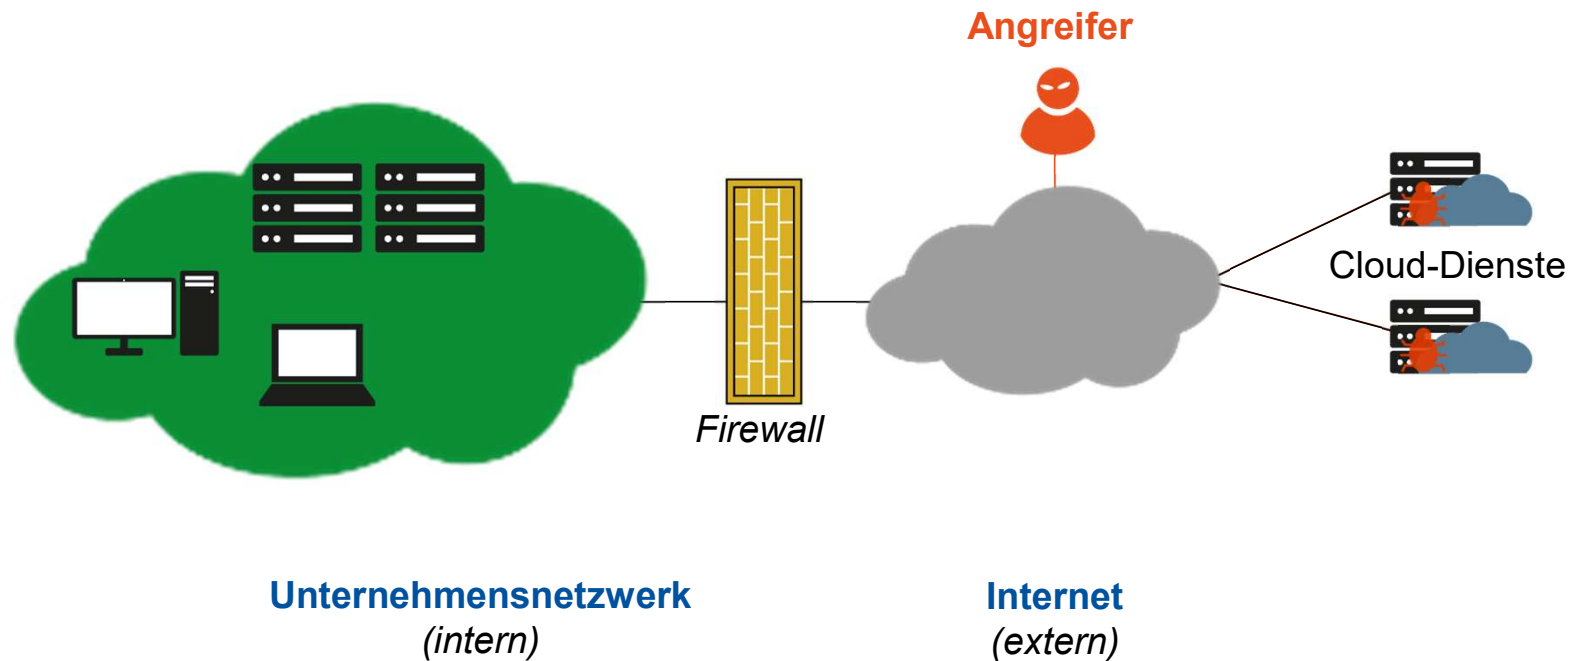 Angreifer
Cloud-Dienste
Firewall
Unternehmensnetzwerk
(intern)
Internet
(extern)